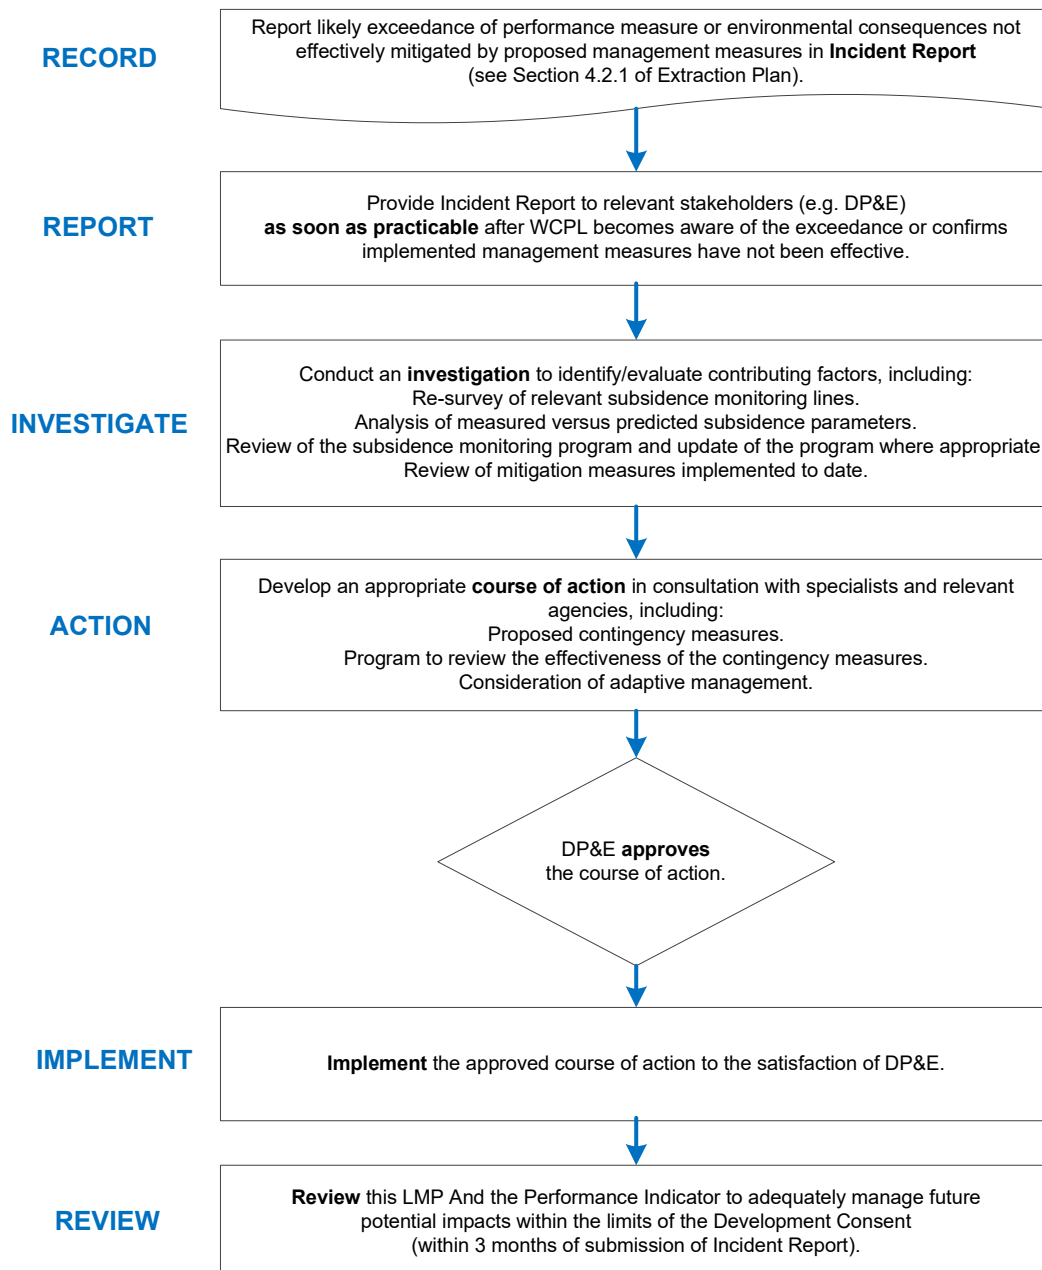 RECORD
Report likely exceedance of performance measure or environmental consequences not
effectively mitigated by proposed management measures in Incident Report
(see Section 4.2.1 of Extraction Plan).
REPORT
Provide Incident Report to relevant stakeholders (e.g. DP&E)
as soon as practicable after WCPL becomes aware of the exceedance or confirms
implemented management measures have not been effective.
INVESTIGATE
Conduct an investigation to identify/evaluate contributing factors, including:
Re-survey of relevant subsidence monitoring lines.
Analysis of measured versus predicted subsidence parameters.
Review of the subsidence monitoring program and update of the program where appropriate
Review of mitigation measures implemented to date.
ACTION
Develop an appropriate course of action in consultation with specialists and relevant
agencies, including:
Proposed contingency measures.
Program to review the effectiveness of the contingency measures.
Consideration of adaptive management.
DP&E approves
the course of action.
IMPLEMENT
Implement the approved course of action to the satisfaction of DP&E.
REVIEW
Review this LMP And the Performance Indicator to adequately manage future
potential impacts within the limits of the Development Consent
(within 3 months of submission of Incident Report).